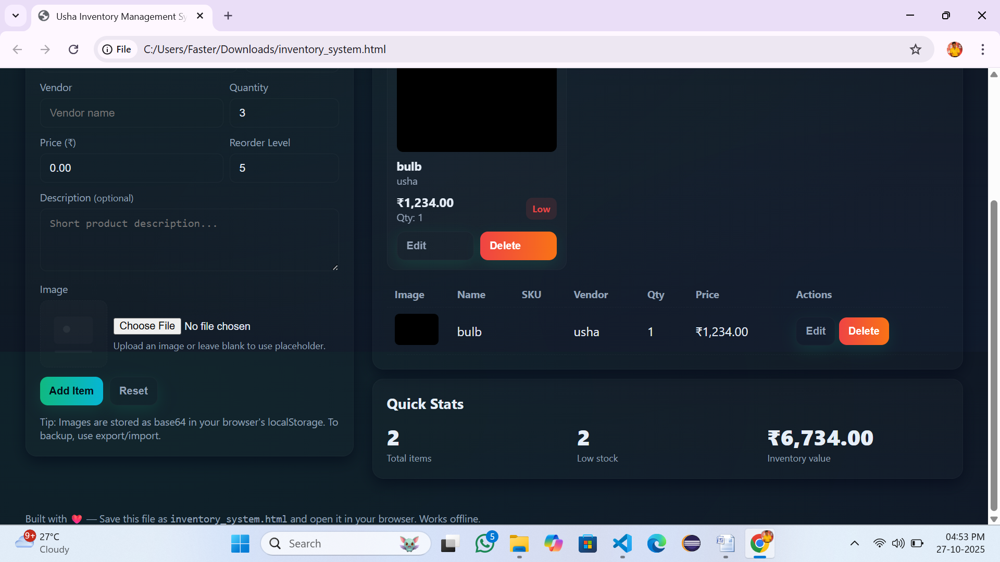 Usha Inventory Management Sy
File
C:/Users/Faster/Downloads/inventory_system.html
Vendor
Quantity
Vendor name
3
Price (₹)
Reorder Level
0.00
5
Description (optional)
Short product description...
Image
Choose File No file chosen
Upload an image or leave blank to use placeholder.
Add Item
Reset
Tip: Images are stored as base64 in your browser's localStorage. To
backup, use export/import.
bulb
usha
₹1,234.00
Qty: 1
Low
Edit
Delete
Image Name SKU Vendor Qty Price Actions
bulb usha 1 ₹1,234.00 Edit Delete
Quick Stats
2
Total items
2
Low stock
₹6,734.00
Inventory value
Built with ❤️ — Save this file as inventory_system.html and open it in your browser. Works offline.
9+
27°C
Cloudy
Search
5
04:53 PM
27-10-2025